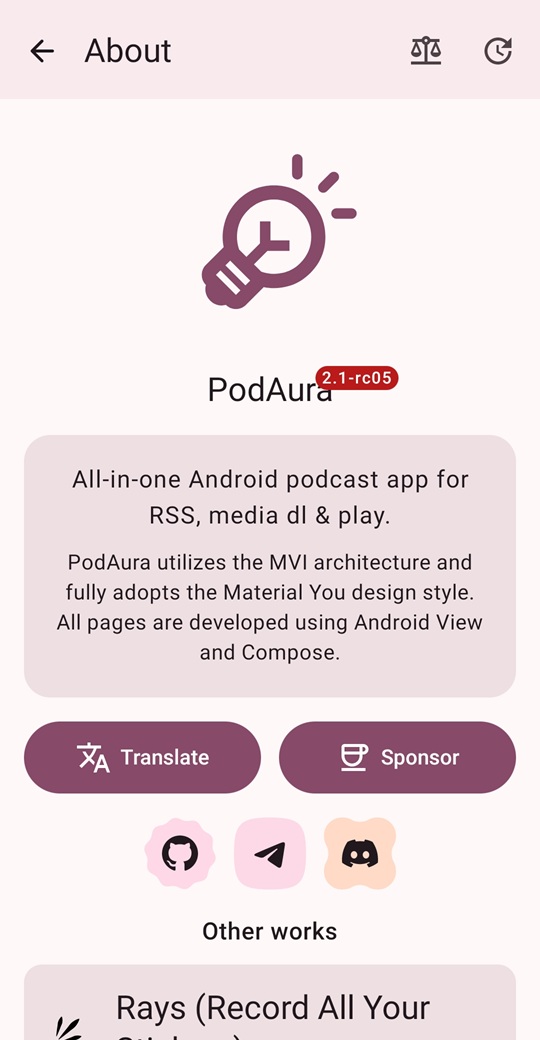 About
2.1-rc05
PodAura
All-in-one Android podcast app for
RSS, media dl & play.
PodAura utilizes the MVI architecture and
fully adopts the Material You design style.
All pages are developed using Android View
and Compose.
Translate
Sponsor
Other works
Rays (Record All Your